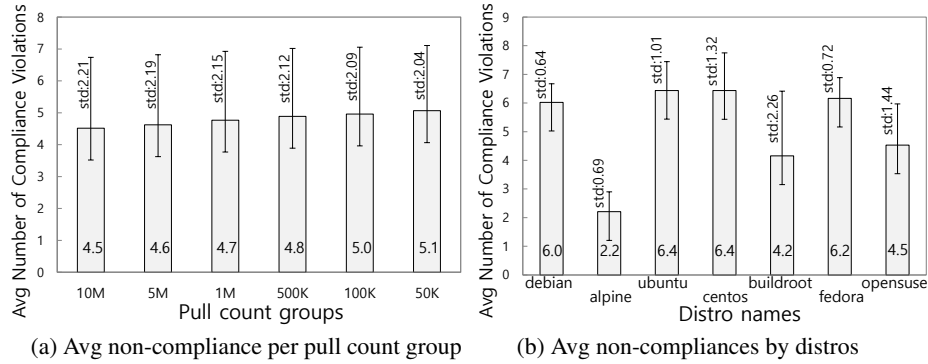 Avg Number of Compliance Violations
8
7
6
5
4
3
2
1
0
std:2.21
std:2.19
std:2.15
std:2.12
std:2.09
std:2.04
4.5
4.6
4.7
4.8
5.0
5.1
10M
5M
1M
500K
100K
50K
Pull count groups
(a) Avg non-compliance per pull count group
Avg Number of Compliance Violations
9
8
7
6
5
4
3
2
1
0
std:0.64
std:0.69
std:1.01
std:1.32
std:2.26
std:0.72
std:1.44
6.0
2.2
6.4
6.4
4.2
6.2
4.5
debian
alpine
ubuntu
centos
buildroot
fedora
opensuse
Distro names
(b) Avg non-compliances by distros